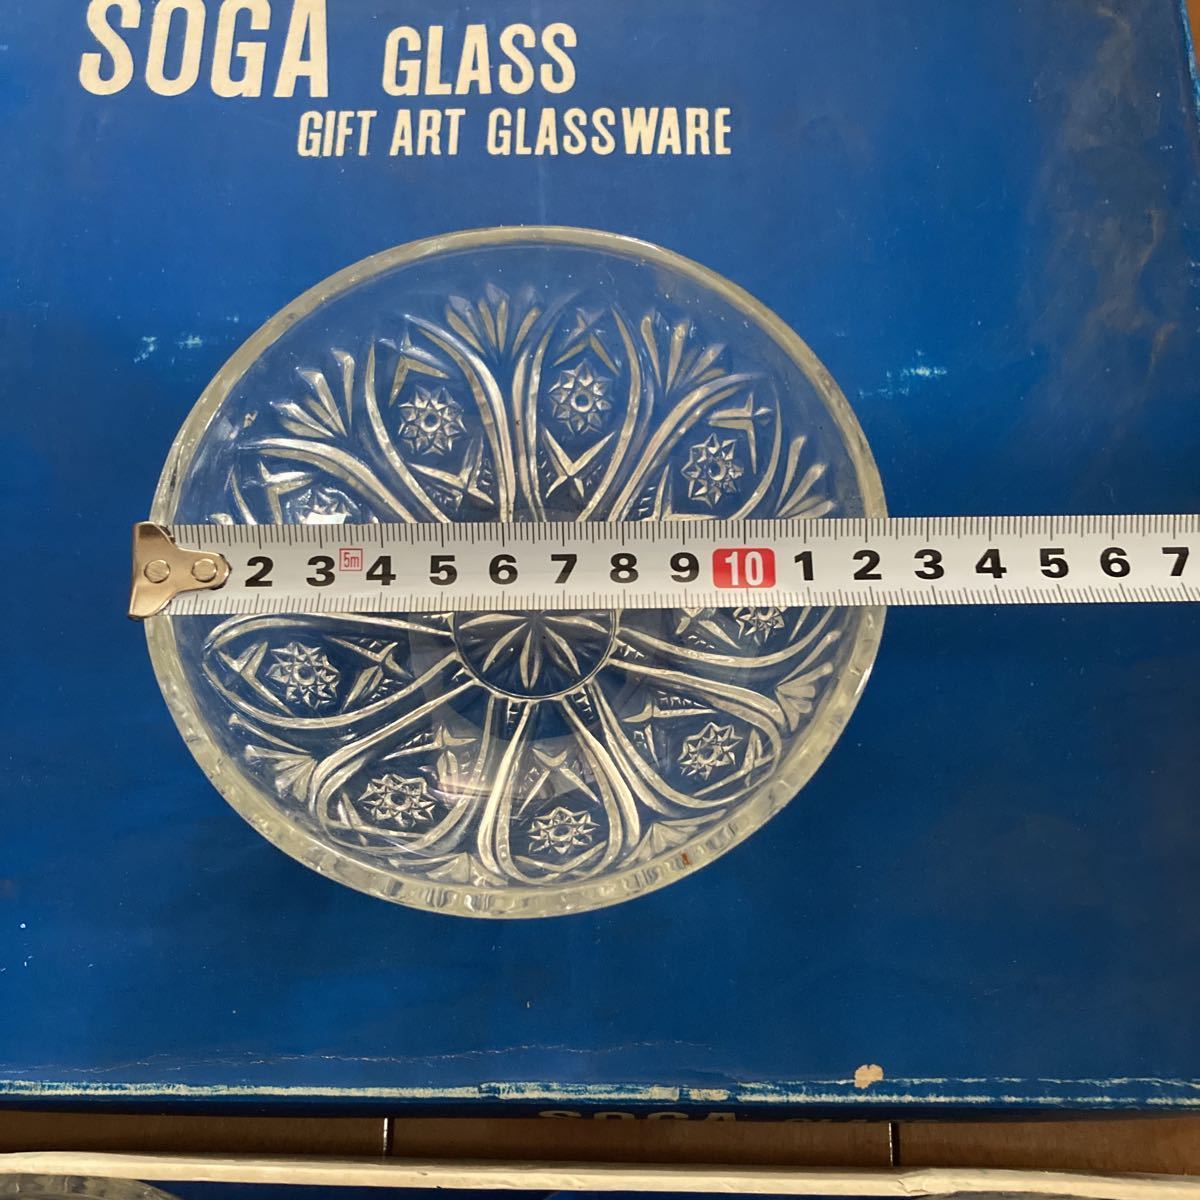 SOGA GLASS
GIFT ART GLASSWARE
2 3 5m 4 5 6 7 8 9 10 1 2 3 4 5 6 7
SOGA